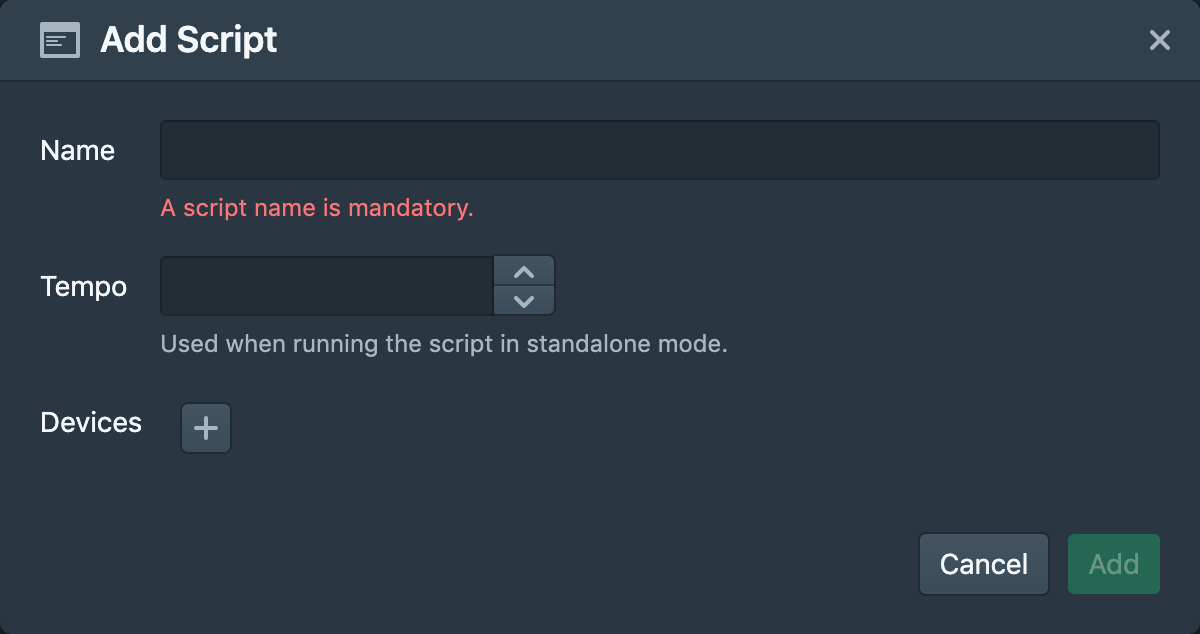 Add Script
Name
A script name is mandatory.
Tempo
Used when running the script in standalone mode.
Devices
Cancel
Add